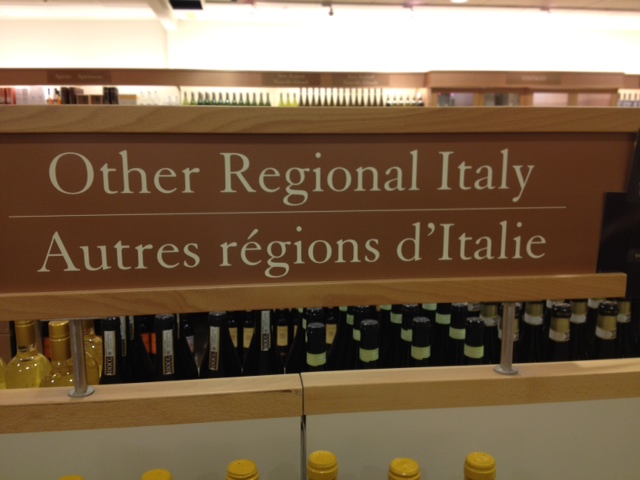 Other Regional Italy
Autres régions d'Italie